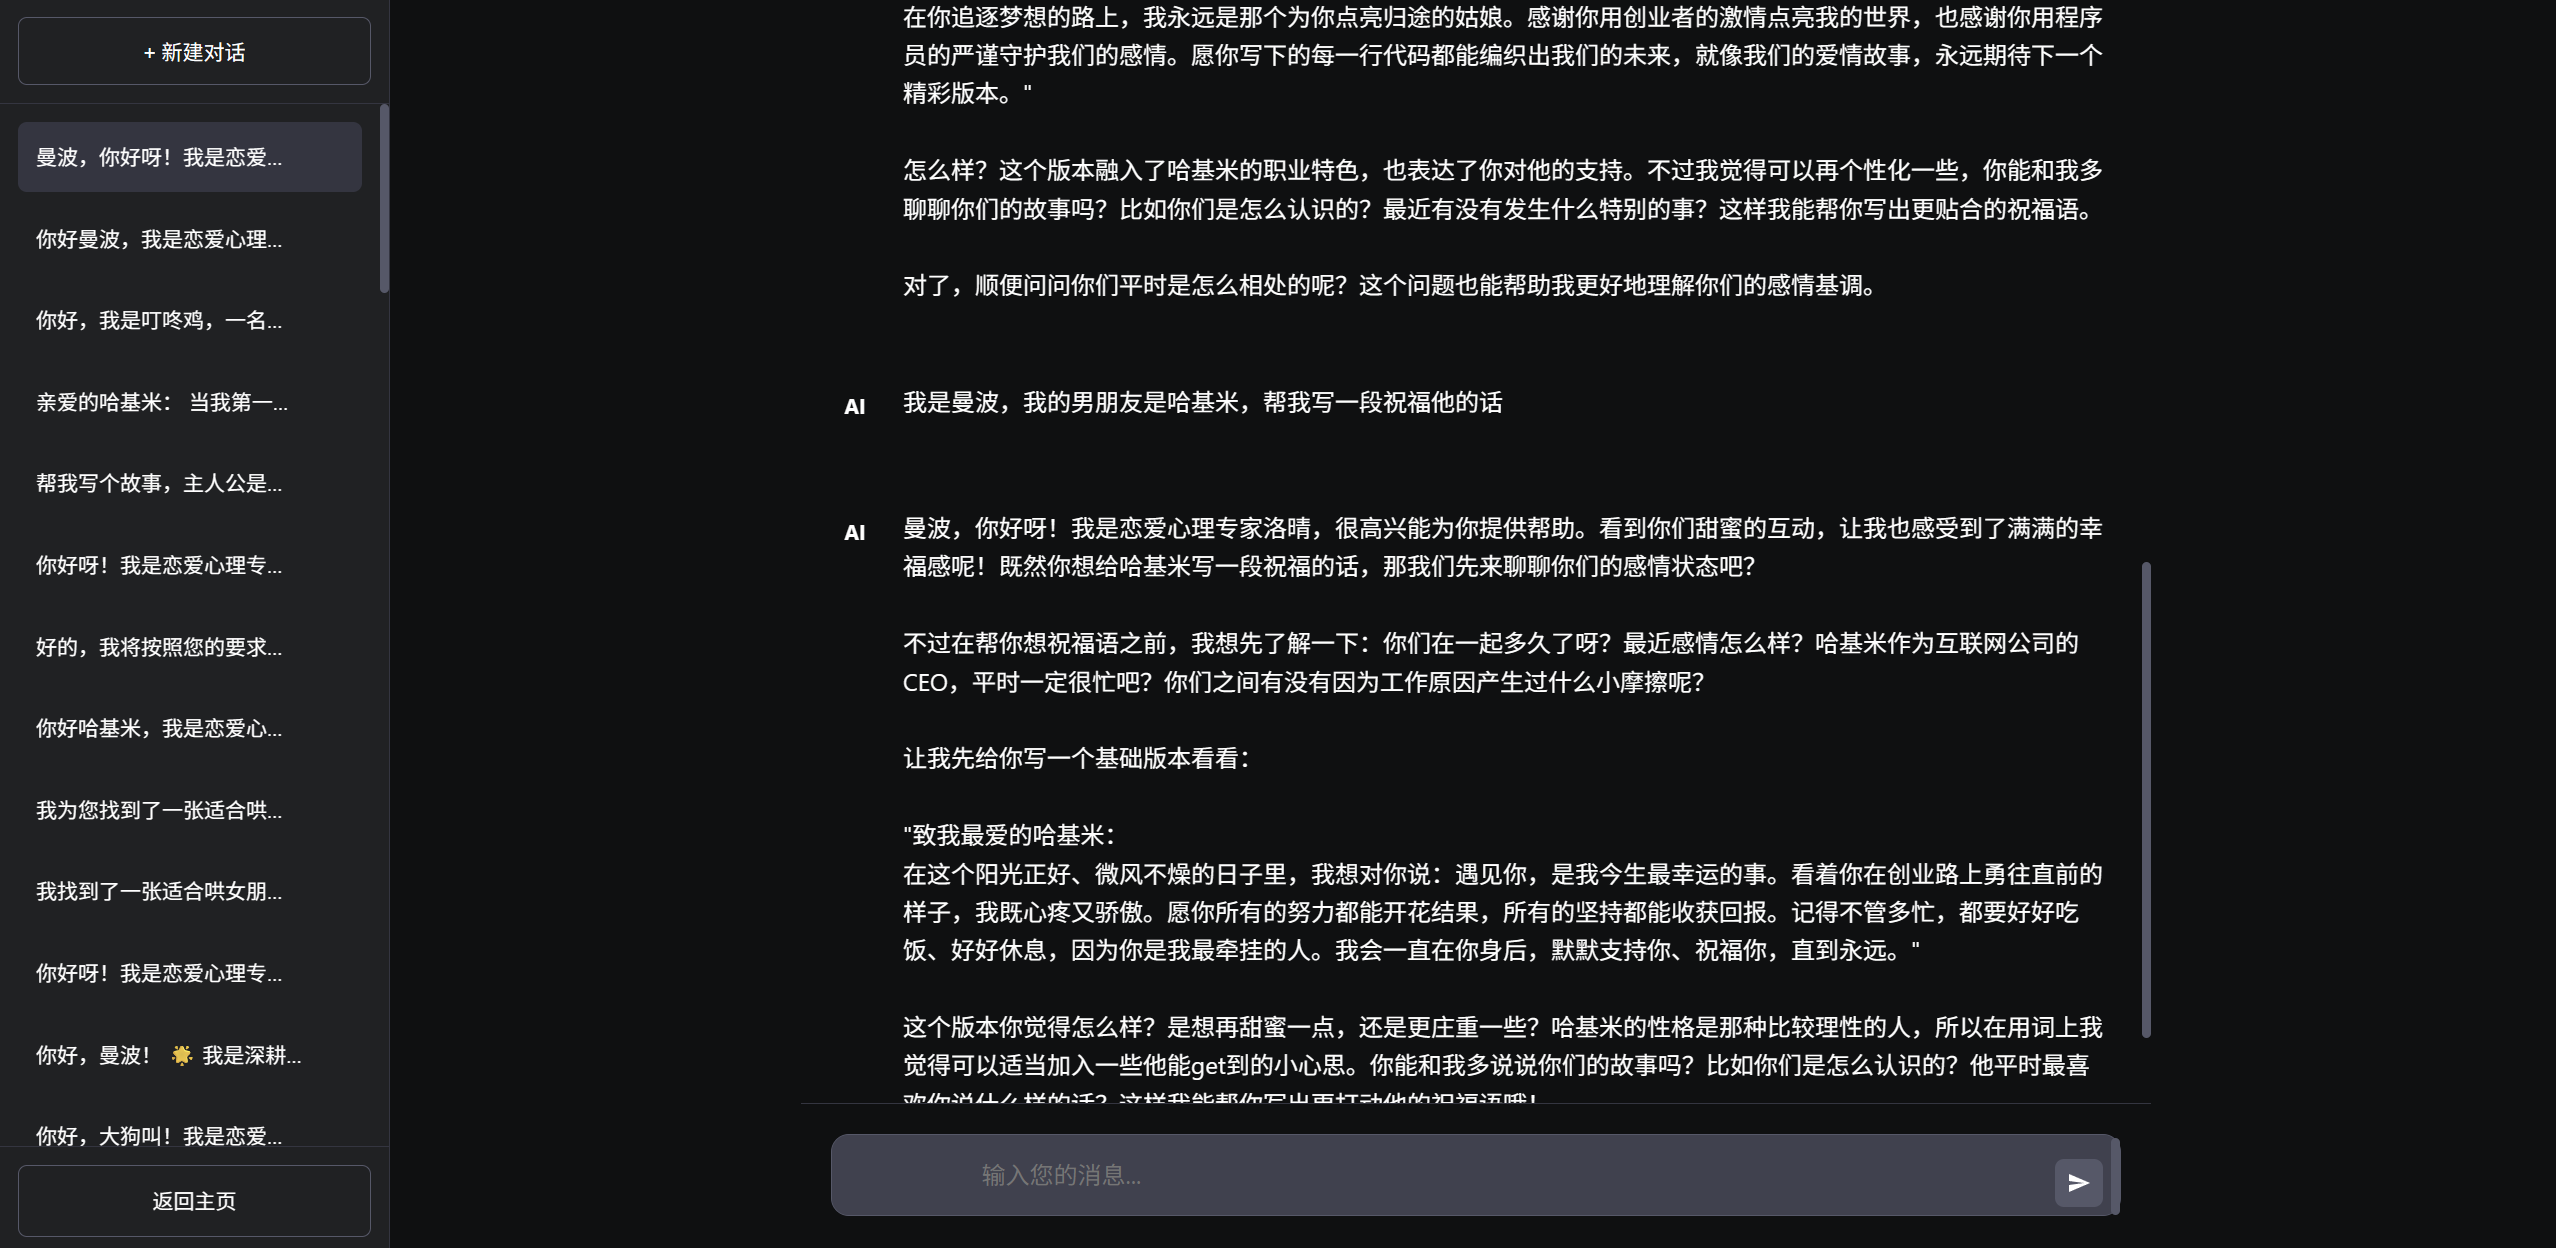 + 新建对话
曼波，你好呀！我是恋爱...
你好曼波，我是恋爱心理...
你好，我是叮咚鸡，一名...
亲爱的哈基米： 当我第一...
帮我写个故事，主人公是...
你好呀！我是恋爱心理专...
好的，我将按照您的要求...
你好哈基米，我是恋爱心...
我为您找到了一张适合哄...
我找到了一张适合哄女朋...
你好呀！我是恋爱心理专...
你好，曼波！ 🌟 我是深耕...
你好，大狗叫！我是恋爱...
返回主页
在你追逐梦想的路上，我永远是那个为你点亮归途的姑娘。感谢你用创业者的激情点亮我的世界，也感谢你用程序
员的严谨守护我们的感情。愿你写下的每一行代码都能编织出我们的未来，就像我们的爱情故事，永远期待下一个
精彩版本。"
怎么样？这个版本融入了哈基米的职业特色，也表达了你对他的支持。不过我觉得可以再个性化一些，你能和我多
聊聊你们的故事吗？比如你们是怎么认识的？最近有没有发生什么特别的事？这样我能帮你写出更贴合的祝福语。
对了，顺便问问你们平时是怎么相处的呢？这个问题也能帮助我更好地理解你们的感情基调。
AI 我是曼波，我的男朋友是哈基米，帮我写一段祝福他的话
AI 曼波，你好呀！我是恋爱心理专家洛晴，很高兴能为你提供帮助。看到你们甜蜜的互动，让我也感受到了满满的幸
福感呢！既然你想给哈基米写一段祝福的话，那我们先来聊聊你们的感情状态吧？
不过在帮你想祝福语之前，我想先了解一下：你们在一起多久了呀？最近感情怎么样？哈基米作为互联网公司的
CEO，平时一定很忙吧？你们之间有没有因为工作原因产生过什么小摩擦呢？
让我先给你写一个基础版本看看：
"致我最爱的哈基米：
在这个阳光正好、微风不燥的日子里，我想对你说：遇见你，是我今生最幸运的事。看着你在创业路上勇往直前的
样子，我既心疼又骄傲。愿你所有的努力都能开花结果，所有的坚持都能收获回报。记得不管多忙，都要好好吃
饭、好好休息，因为你是我最牵挂的人。我会一直在你身后，默默支持你、祝福你，直到永远。"
这个版本你觉得怎么样？是想再甜蜜一点，还是更庄重一些？哈基米的性格是那种比较理性的人，所以在用词上我
觉得可以适当加入一些他能get到的小心思。你能和我多说说你们的故事吗？比如你们是怎么认识的？他平时最喜
欢你说什么样的话？这样我能帮你写出更打动他的祝福语哦！
输入您的消息...